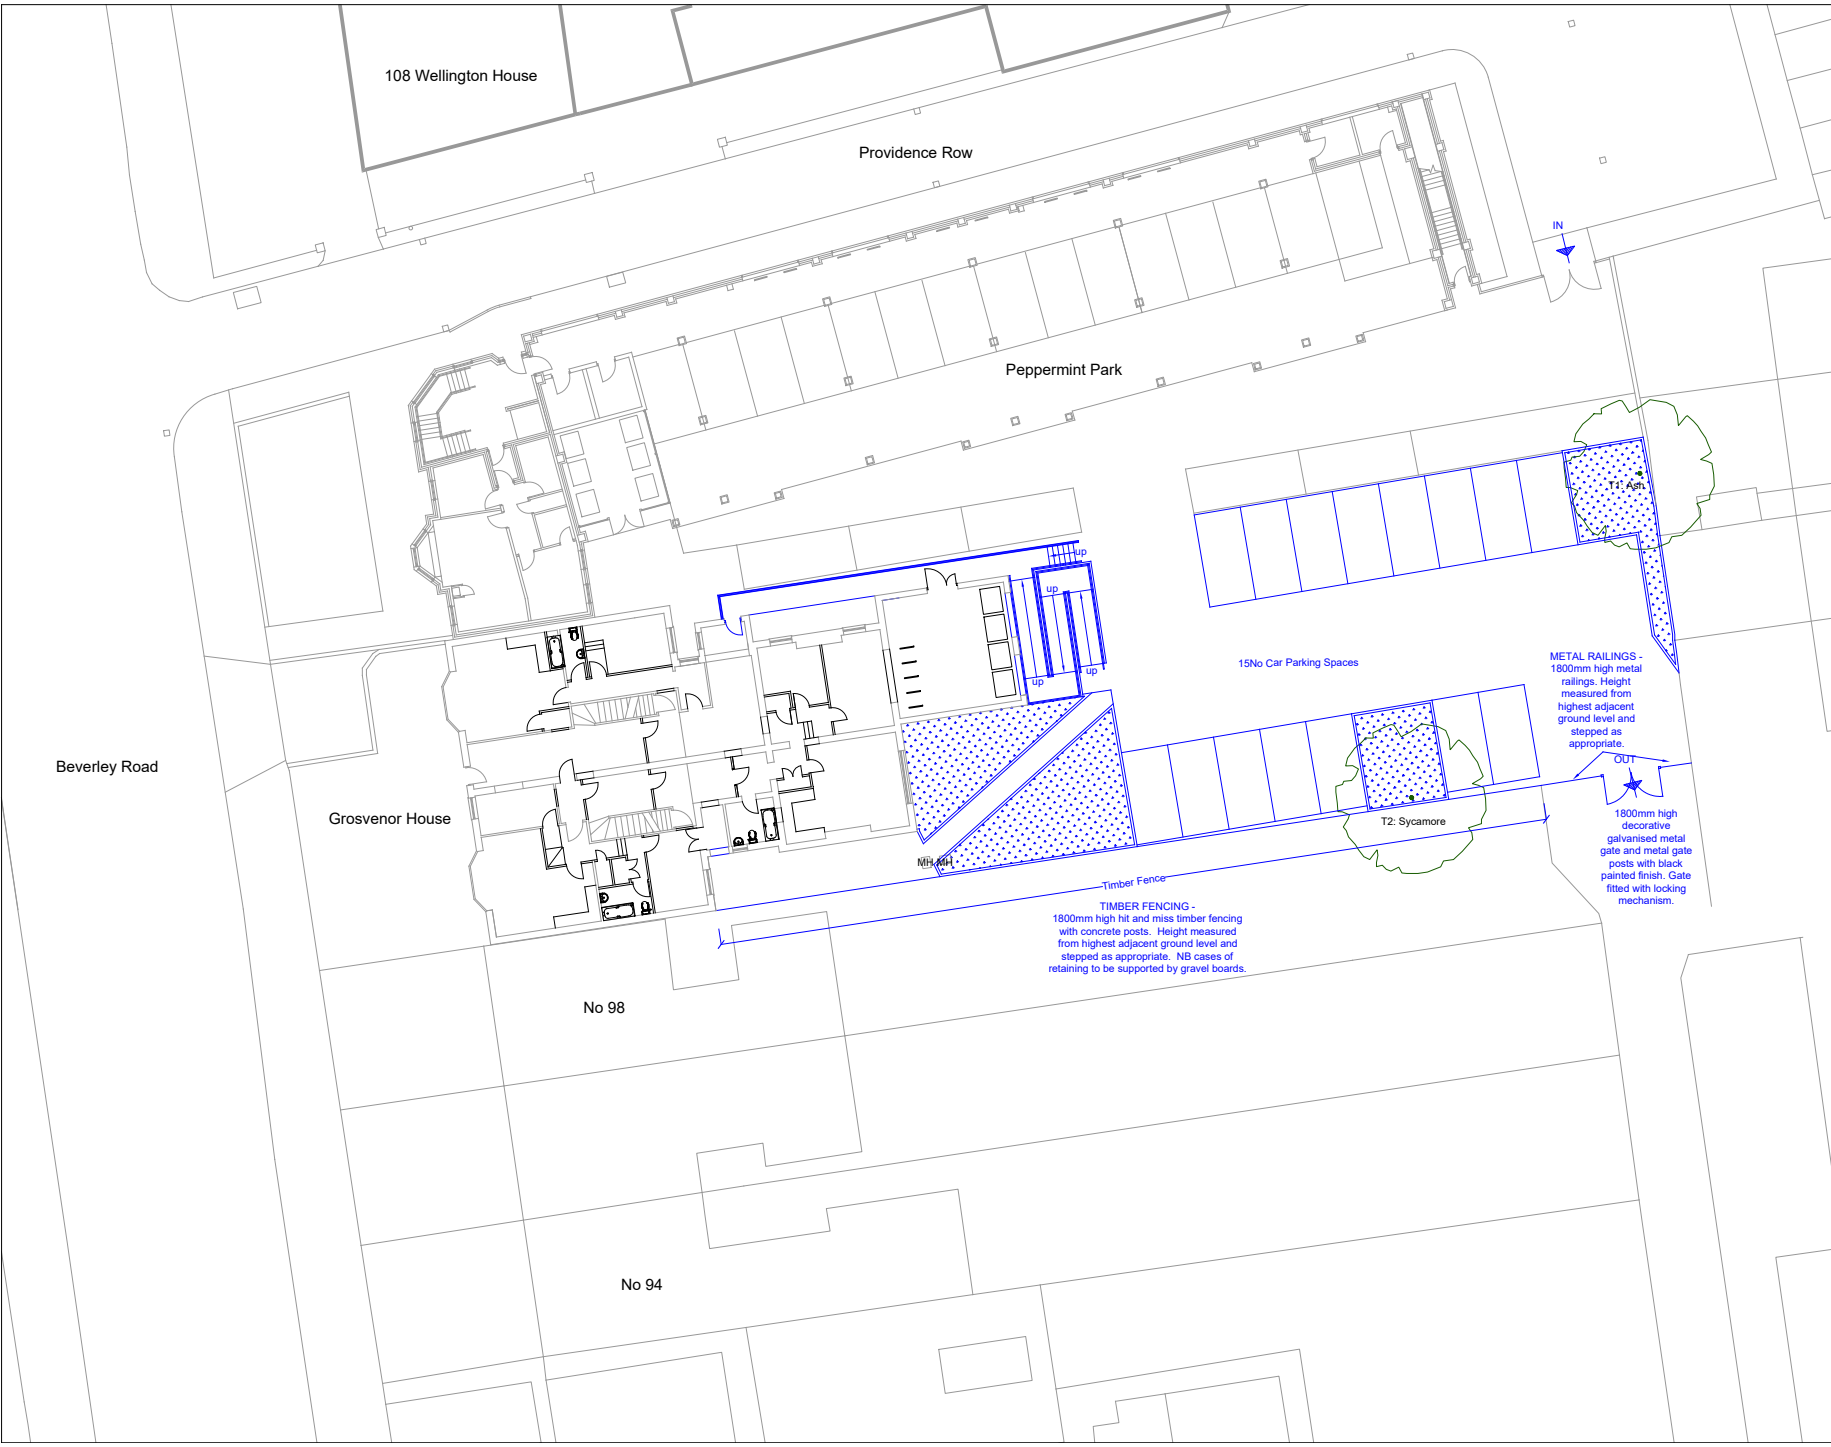 108 Wellington House
Providence Row
IN
Peppermint Park
T1: Ash
up
up
up
up
15No Car Parking Spaces
METAL RAILINGS -
1800mm high metal
railings. Height
measured from
highest adjacent
ground level and
stepped as
appropriate.
OUT
Beverley Road
Grosvenor House
T2: Sycamore
1800mm high
decorative
galvanised metal
gate and metal gate
posts with black
painted finish. Gate
fitted with locking
mechanism.
MH MH
Timber Fence
TIMBER FENCING -
1800mm high hit and miss timber fencing
with concrete posts. Height measured
from highest adjacent ground level and
stepped as appropriate. NB cases of
retaining to be supported by gravel boards.
No 98
No 94